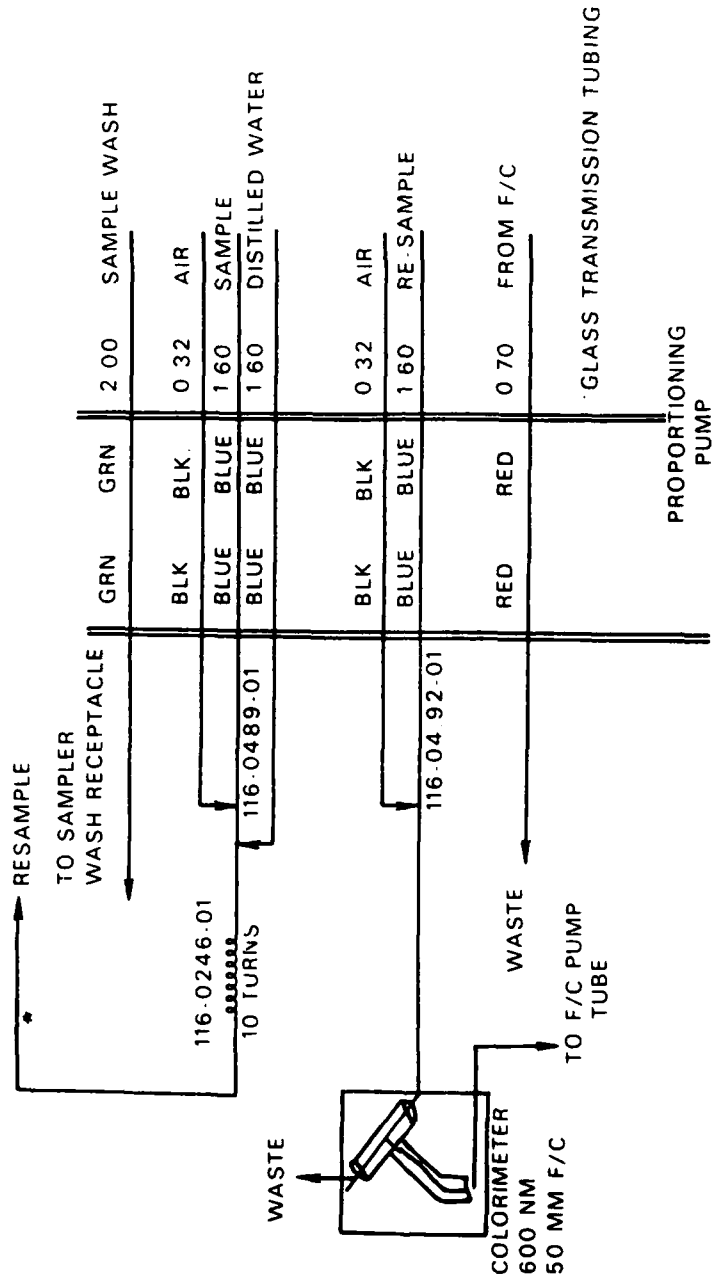 RESAMPLE
TO SAMPLER
WASH RECEPTACLE
GRN GRN 2 00 SAMPLE WASH
BLK BLK. 0 32 AIR
BLUE BLUE 1 60 SAMPLE
BLUE BLUE 1 60 DISTILLED WATER
*
116-0246-01
10 TURNS
116-0489-01
BLK BLK 0 32 AIR
BLUE BLUE 1 60 RE-SAMPLE
116-04 92-01
RED RED 0 70 FROM F/C
WASTE
WASTE
TO F/C PUMP
TUBE
COLORIMETER
600 NM
50 MM F/C
*GLASS TRANSMISSION TUBING
PROPORTIONING
PUMP